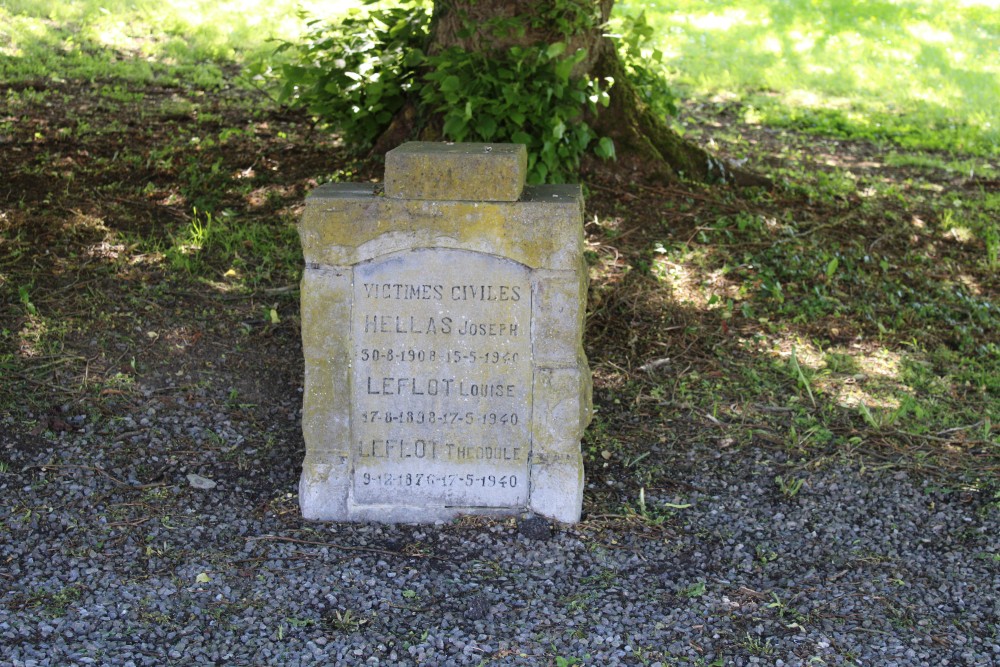 VICTIMES CIVILES
HELLAS JOSEPH
30-8-1908-15-5-1940
LEFLOT LOUISE
17-8-1898-17-5-1940
LEFLOT THEODULE
9-12-1876-17-5-1940